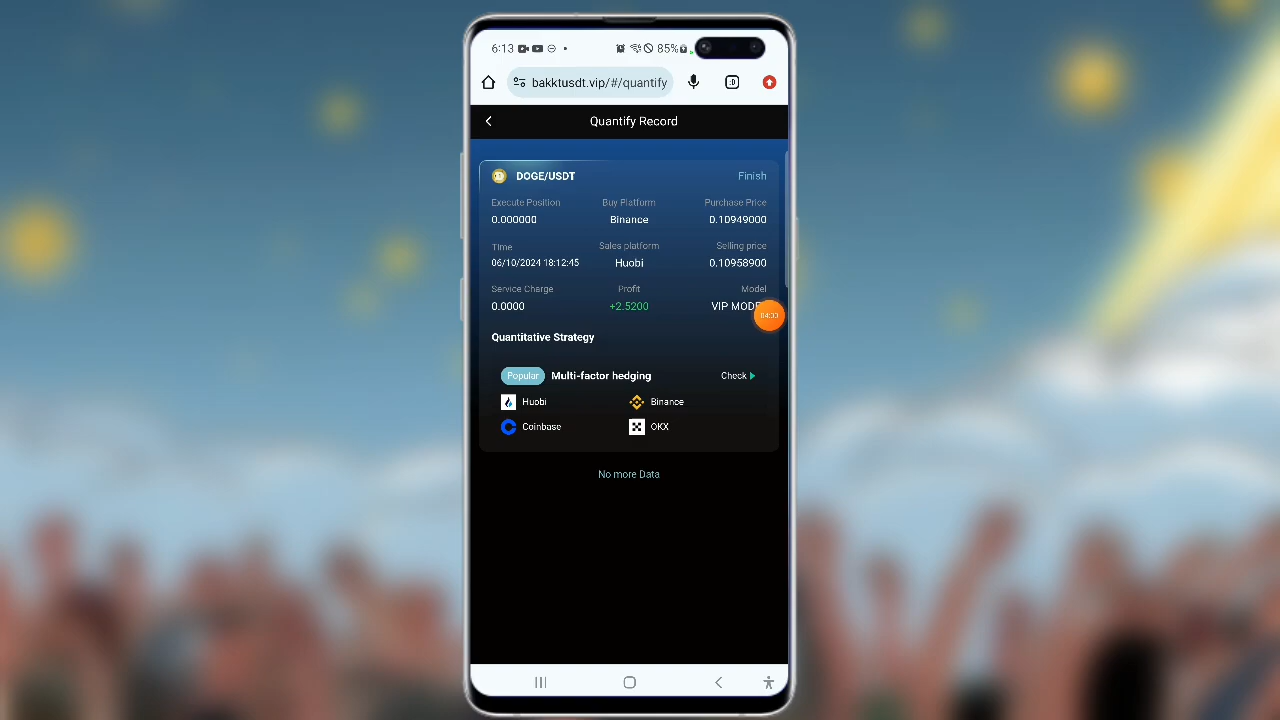 6:13 85%
bakktusdt.vip/#/quantify :D
Quantify Record
DOGE/USDT Finish
Execute Position Buy Platform Purchase Price
0.000000 Binance 0.10949000
Time Sales platform Selling price
06/10/2024 18:12:45 Huobi 0.10958900
Service Charge Profit Model
0.0000 +2.5200 VIP MODE
04:00
Quantitative Strategy
Popular Multi-factor hedging Check
Huobi Binance
Coinbase OKX
No more Data